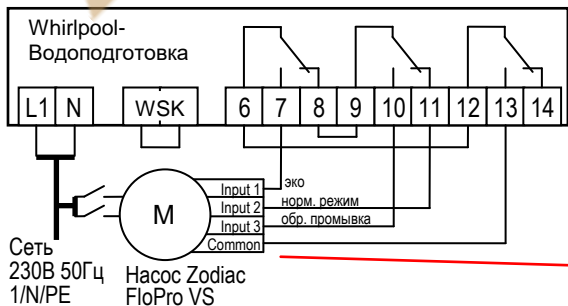 Whirlpool-
Водоподготовка
L1 N WSK 6 7 8 9 10 11 12 13 14
Input 1 эко
Input 2 норм. режим
Input 3 обр. промывка
Common
M
Сеть
230В 50Гц
1/N/PE
Насос Zodiac
FloPro VS